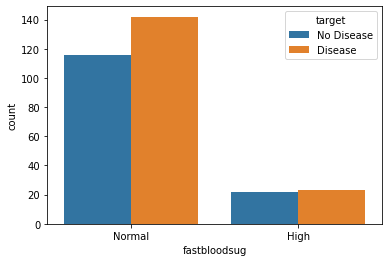 target
No Disease
Disease
140
120
100
80
60
40
20
0
count
Normal
High
fastbloodsug